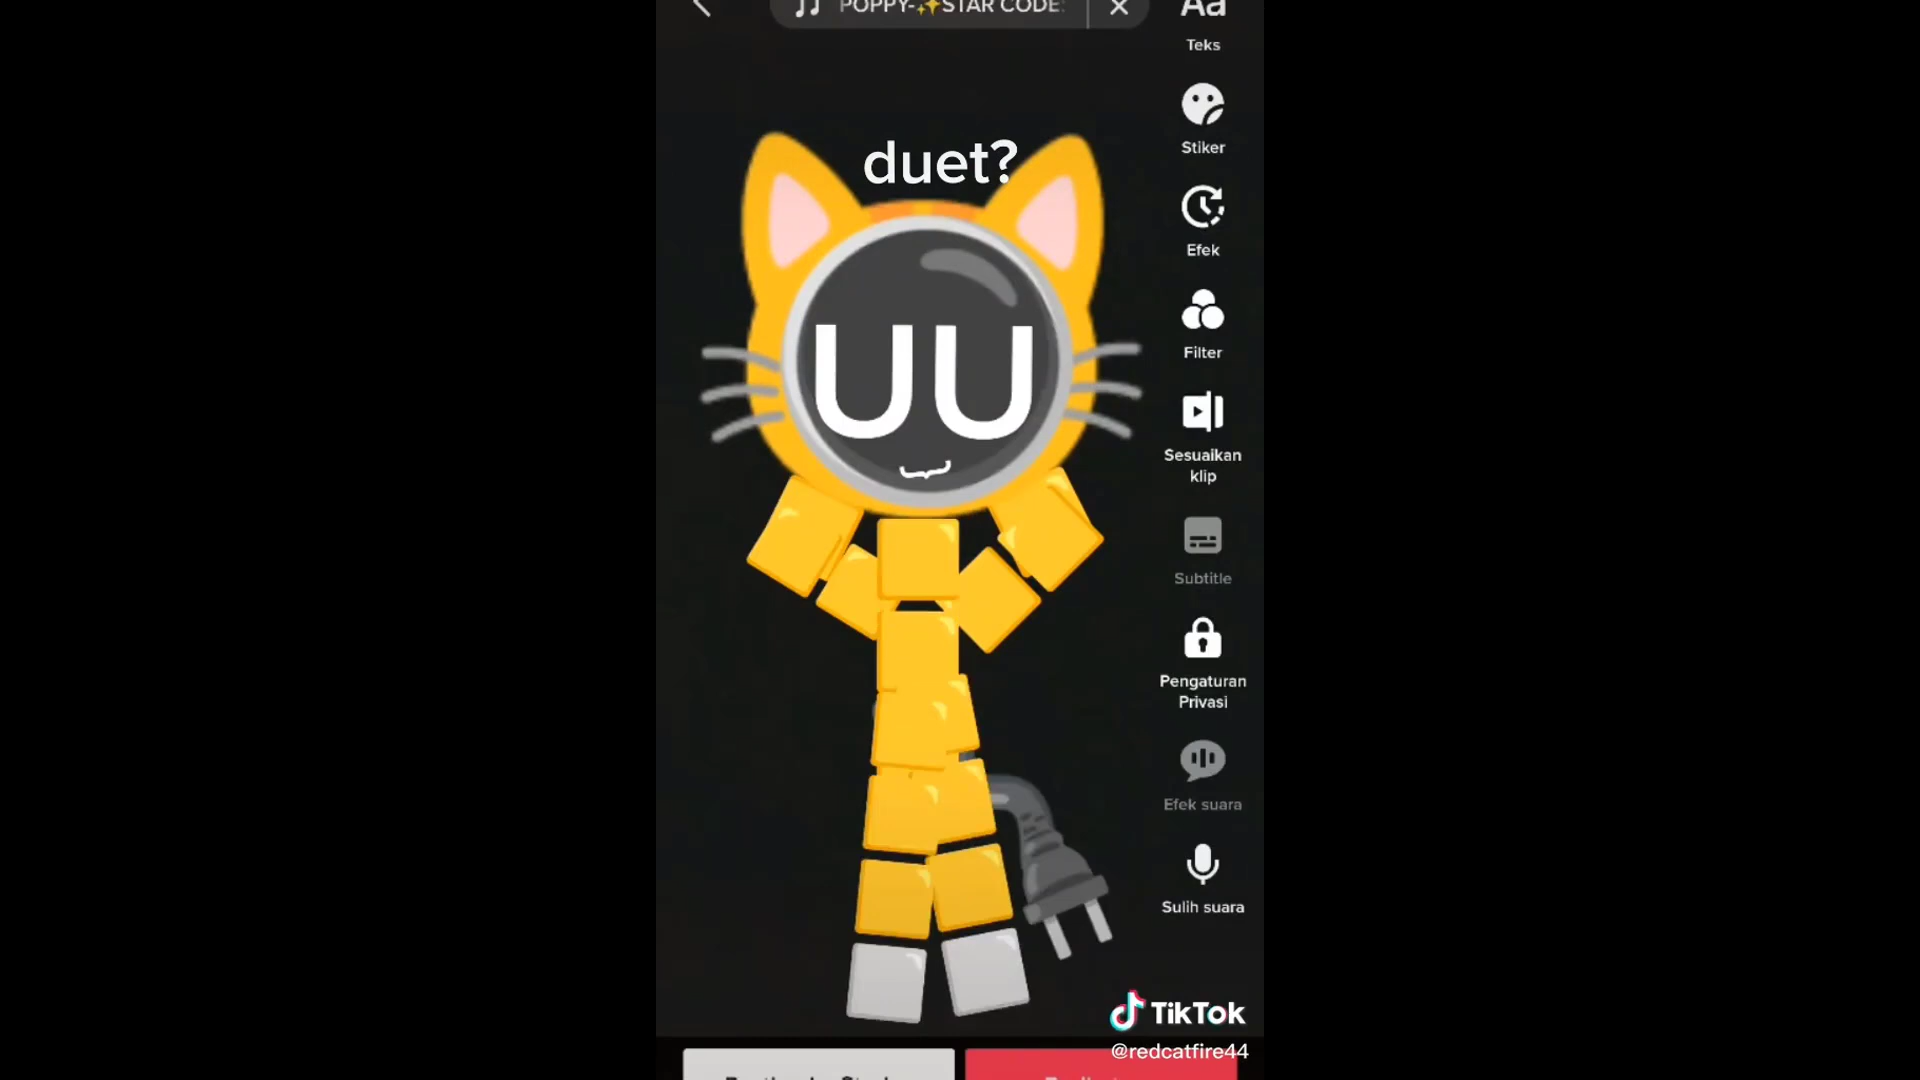 POPPY-✨STAR CODE:
Aa
Teks
duet?
Stiker
Efek
Filter
UU
Sesuaikan
klip
Subtitle
Pengaturan
Privasi
Efek suara
Sulih suara
TikTok
@redcatfire44